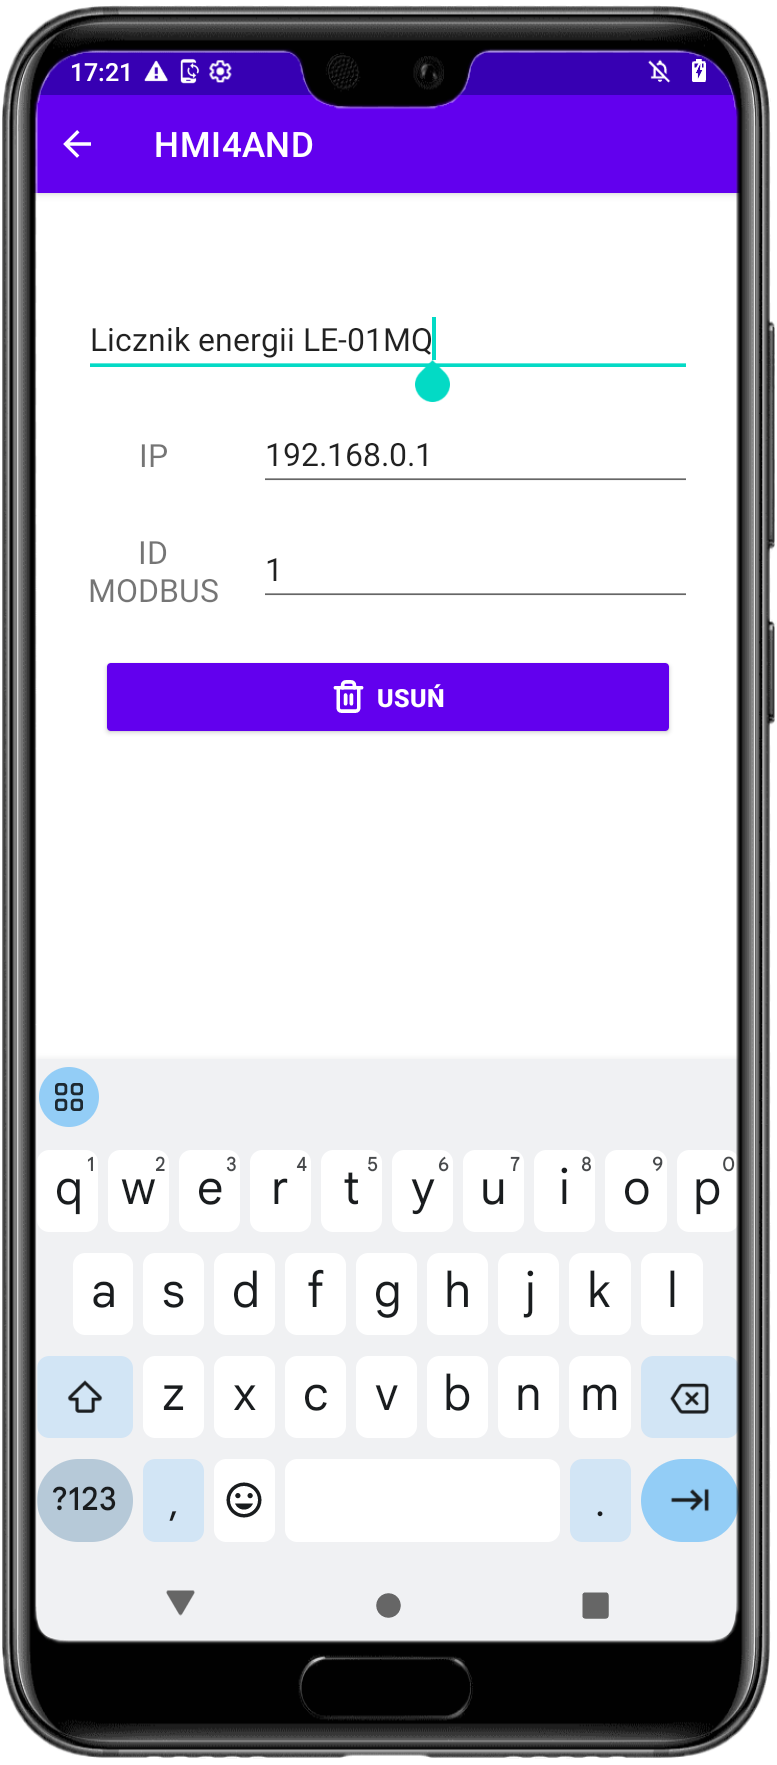 17:21
HMI4AND
Licznik energii LE-01MQ
IP 192.168.0.1
ID MODBUS 1
USUŃ
1 2 3 4 5 6 7 8 9 0
q w e r t y u i o p
a s d f g h j k l
z x c v b n m
?123 , .